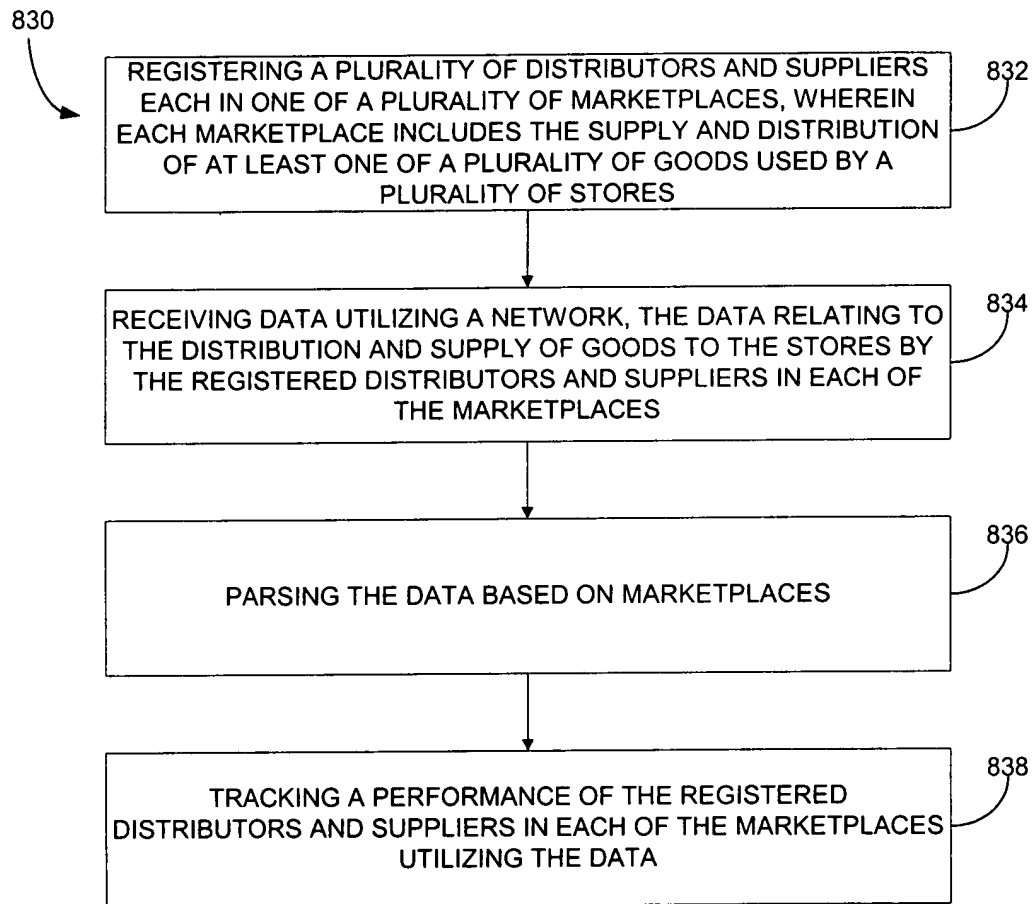 830
REGISTERING A PLURALITY OF DISTRIBUTORS AND SUPPLIERS
EACH IN ONE OF A PLURALITY OF MARKETPLACES, WHEREIN
EACH MARKETPLACE INCLUDES THE SUPPLY AND DISTRIBUTION
OF AT LEAST ONE OF A PLURALITY OF GOODS USED BY A
PLURALITY OF STORES
832
RECEIVING DATA UTILIZING A NETWORK, THE DATA RELATING TO
THE DISTRIBUTION AND SUPPLY OF GOODS TO THE STORES BY
THE REGISTERED DISTRIBUTORS AND SUPPLIERS IN EACH OF
THE MARKETPLACES
834
PARSING THE DATA BASED ON MARKETPLACES
836
TRACKING A PERFORMANCE OF THE REGISTERED
DISTRIBUTORS AND SUPPLIERS IN EACH OF THE MARKETPLACES
UTILIZING THE DATA
838